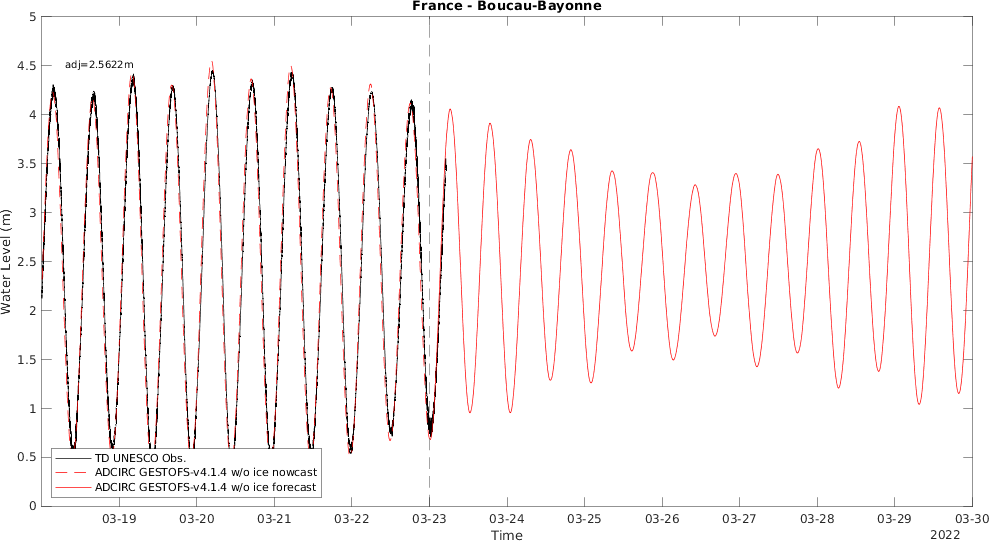 France - Boucau-Bayonne
5
4.5
4
3.5
3
2.5
2
1.5
1
0.5
0
Water Level (m)
adj=2.5622m
TD UNESCO Obs.
ADCIRC GESTOFS-v4.1.4 w/o ice nowcast
ADCIRC GESTOFS-v4.1.4 w/o ice forecast
03-19 03-20 03-21 03-22 03-23 03-24 03-25 03-26 03-27 03-28 03-29 03-30
Time
2022